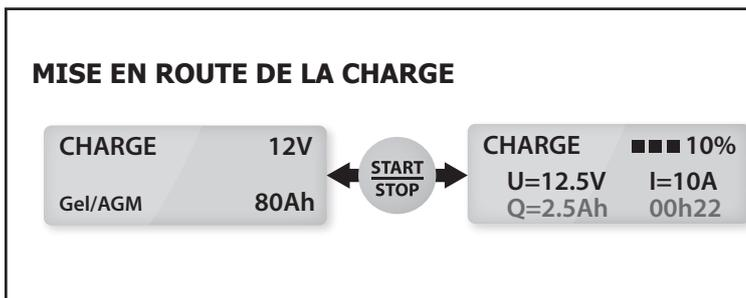 MISE EN ROUTE DE LA CHARGE
CHARGE 12V
Gel/AGM 80Ah
START
STOP
CHARGE 10%
U=12.5V I=10A
Q=2.5Ah 00h22